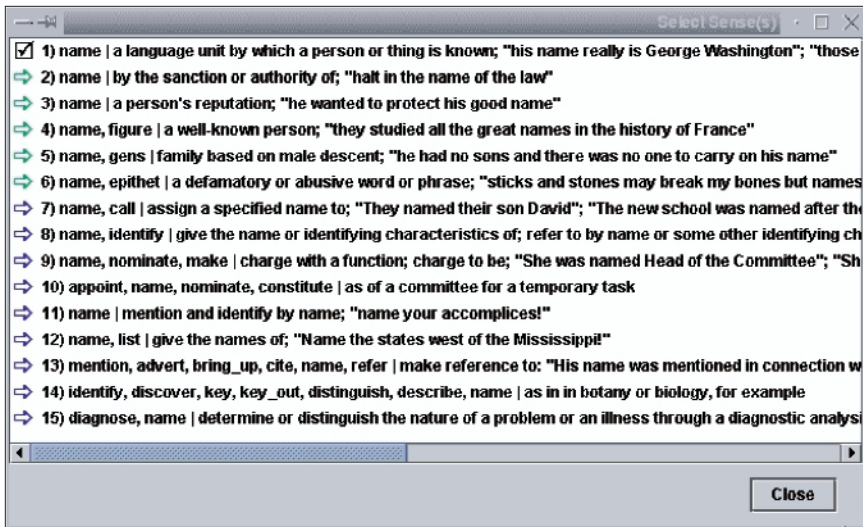 Select Sense(s)
1) name | a language unit by which a person or thing is known; "his name really is George Washington"; "those
2) name | by the sanction or authority of; "halt in the name of the law"
3) name | a person's reputation; "he wanted to protect his good name"
4) name, figure | a well-known person; "they studied all the great names in the history of France"
5) name, gens | family based on male descent; "he had no sons and there was no one to carry on his name"
6) name, epithet | a defamatory or abusive word or phrase; "sticks and stones may break my bones but names
7) name, call | assign a specified name to; "They named their son David"; "The new school was named after the
8) name, identify | give the name or identifying characteristics of; refer to by name or some other identifying ch
9) name, nominate, make | charge with a function; charge to be; "She was named Head of the Committee"; "Sh
10) appoint, name, nominate, constitute | as of a committee for a temporary task
11) name | mention and identify by name; "name your accomplices!"
12) name, list | give the names of; "Name the states west of the Mississippi!"
13) mention, advert, bring_up, cite, name, refer | make reference to: "His name was mentioned in connection w
14) identify, discover, key, key_out, distinguish, describe, name | as in in botany or biology, for example
15) diagnose, name | determine or distinguish the nature of a problem or an illness through a diagnostic analysi
Close